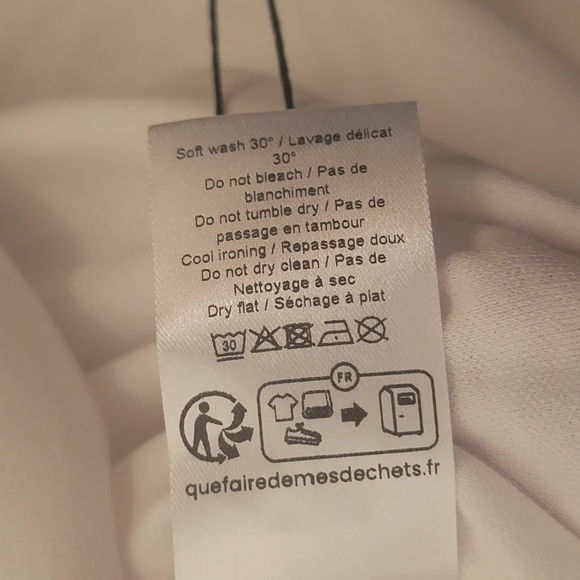 Soft wash 30° / Lavage délicat
30°
Do not bleach / Pas de
blanchiment
Do not tumble dry / Pas de
passage en tambour
Cool ironing / Repassage doux
Do not dry clean / Pas de
Nettoyage à sec
Dry flat / Séchage à plat
30
FR
quefairedemesdechets.fr